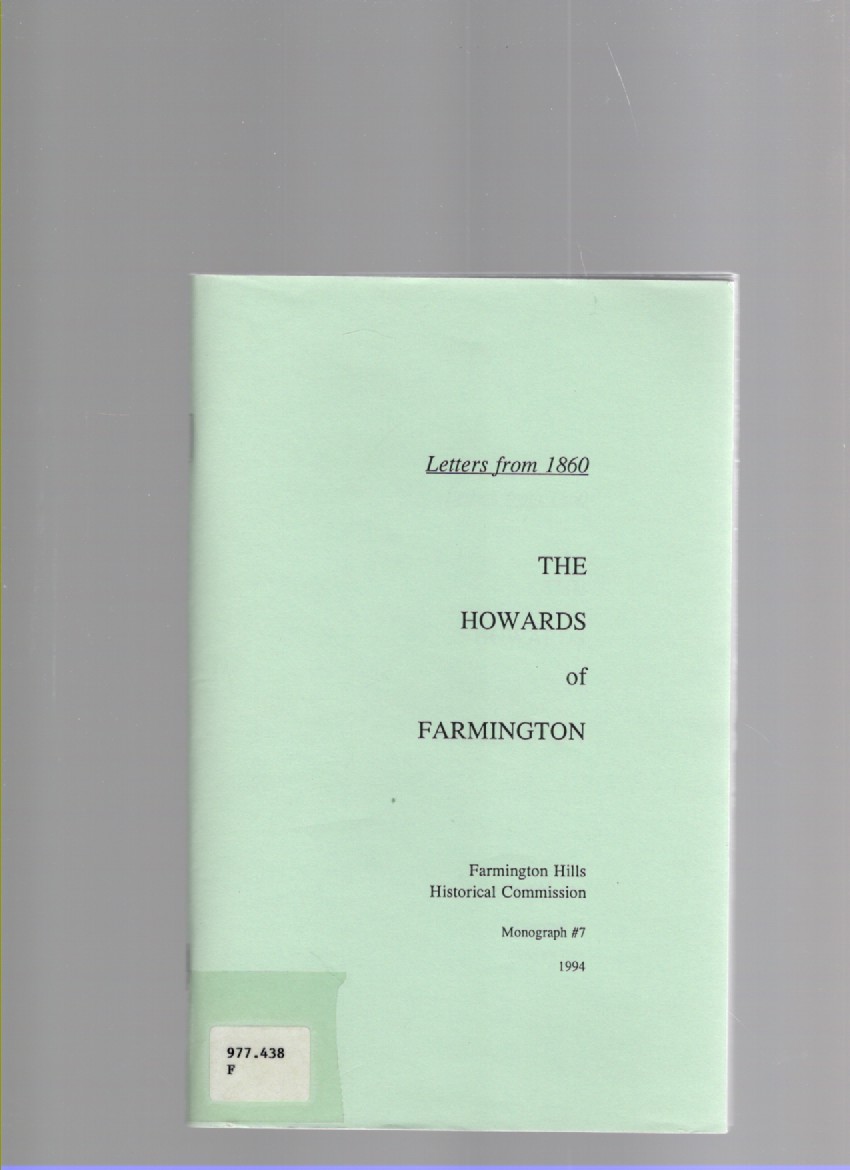 Letters from 1860
THE
HOWARDS
of
FARMINGTON
Farmington Hills
Historical Commission
Monograph #7
1994
977.438
F